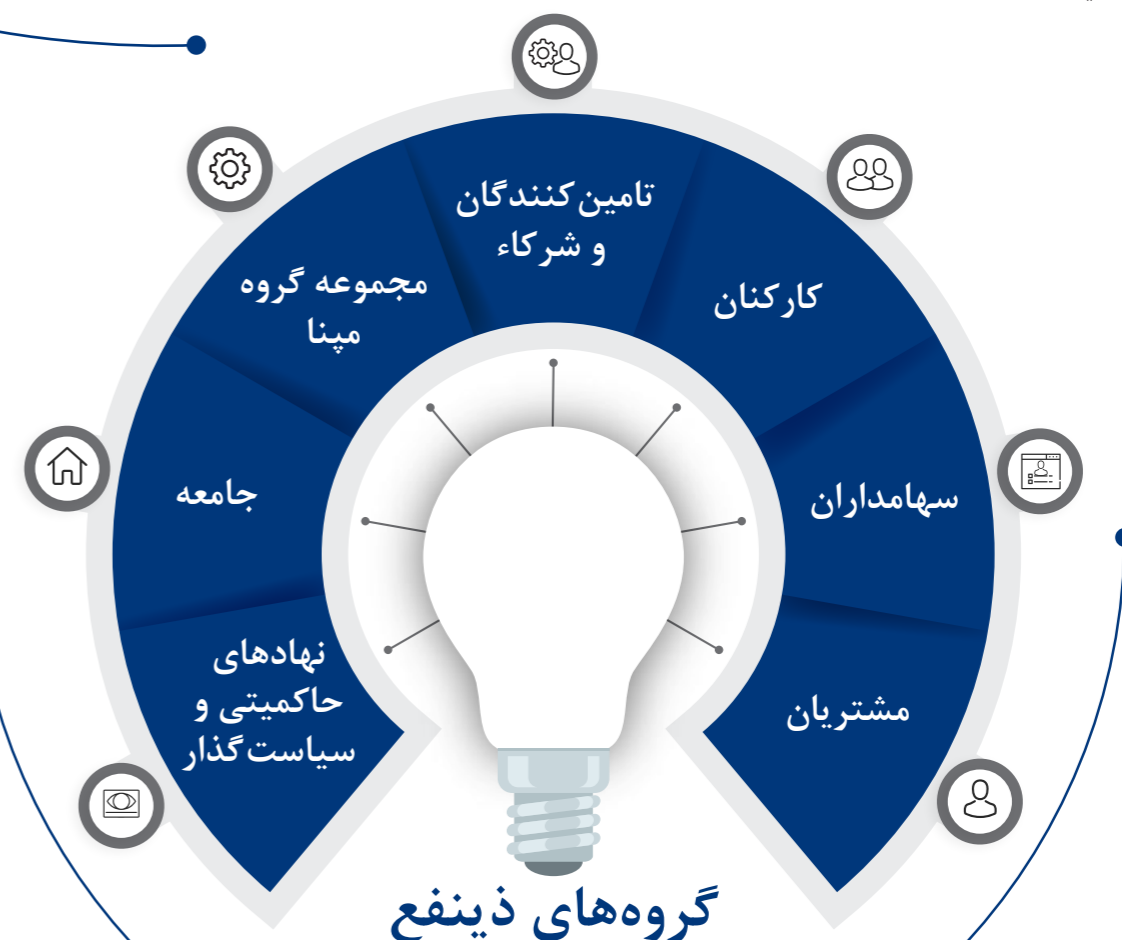 تامین‌کنندگان
و شرکاء
کارکنان
مجموعه گروه
مپنا
سهامداران
جامعه
مشتریان
نهادهای
حاکمیتی و
سیاست‌گذار
گروه‌های ذینفع